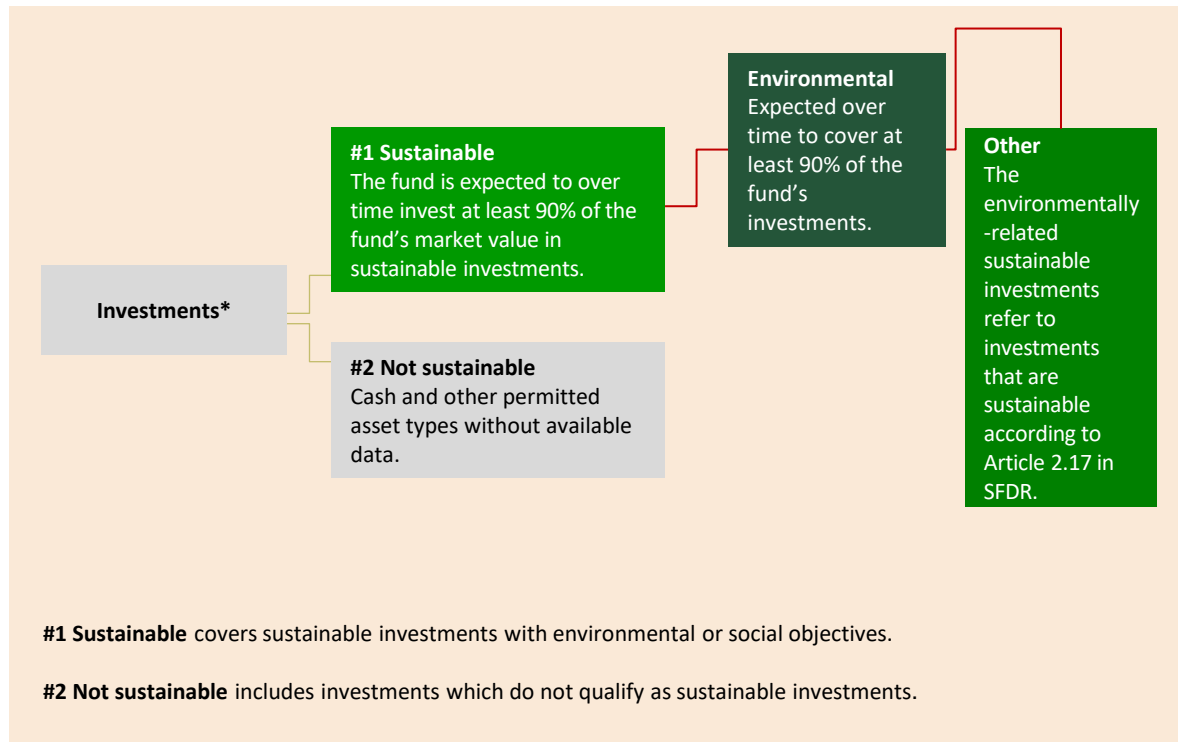 Investments*
#1 Sustainable
The fund is expected to over
time invest at least 90% of the
fund’s market value in
sustainable investments.
#2 Not sustainable
Cash and other permitted
asset types without available
data.
Environmental
Expected over
time to cover at
least 90% of the
fund’s
investments.
Other
The
environmentally
-related
sustainable
investments
refer to
investments
that are
sustainable
according to
Article 2.17 in
SFDR.
#1 Sustainable covers sustainable investments with environmental or social objectives.
#2 Not sustainable includes investments which do not qualify as sustainable investments.